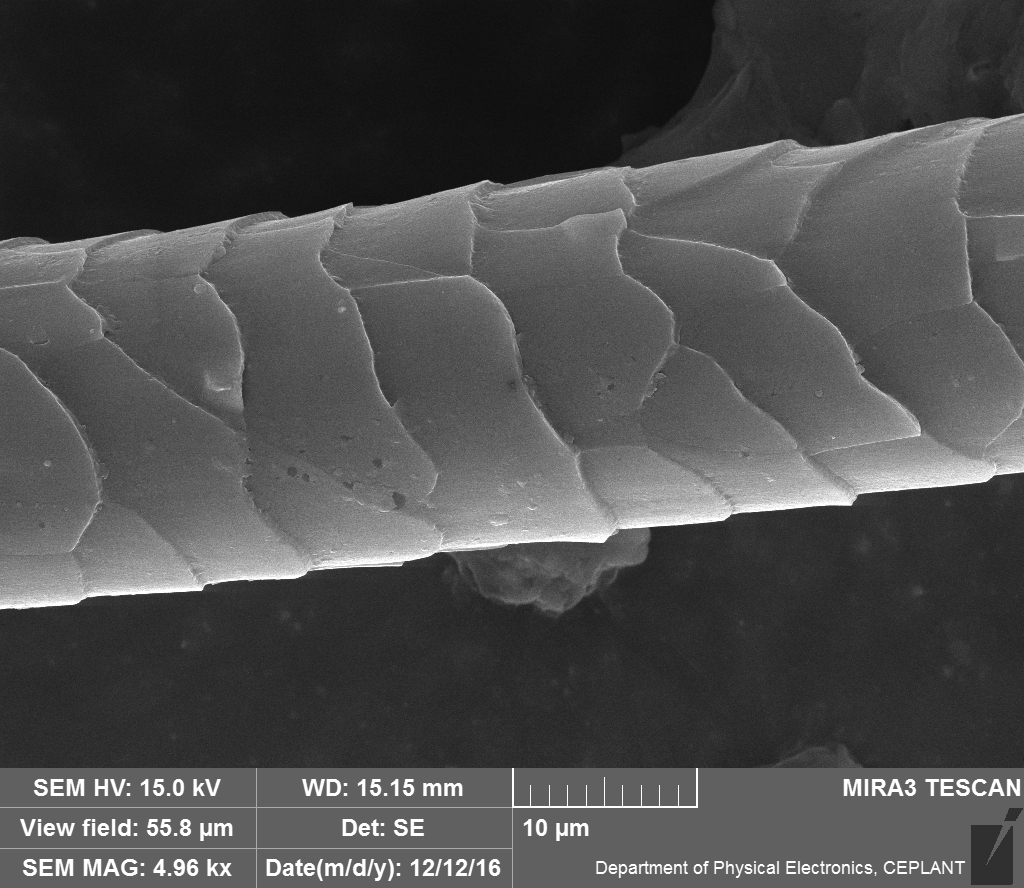 SEM HV: 15.0 kV
WD: 15.15 mm
MIRA3 TESCAN
View field: 55.8 µm
Det: SE
10 µm
SEM MAG: 4.96 kx
Date(m/d/y): 12/12/16
Department of Physical Electronics, CEPLANT